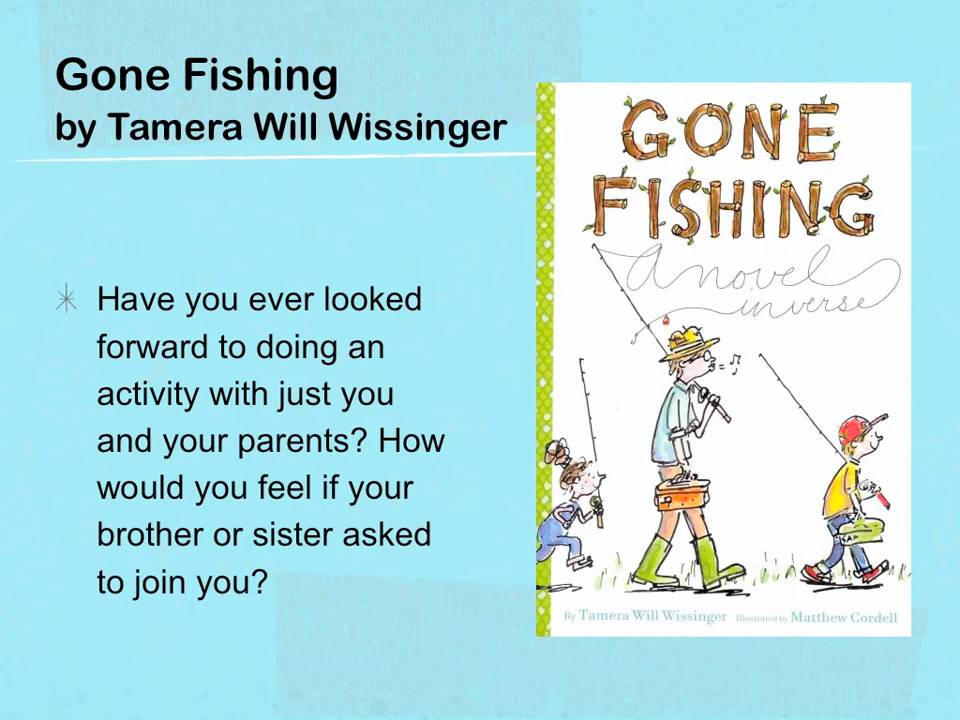 Gone Fishing
by Tamera Will Wissinger
Have you ever looked
forward to doing an
activity with just you
and your parents? How
would you feel if your
brother or sister asked
to join you?
GONE
FISHING
a novel
in verse
By Tamera Will Wissinger Illustrated by Matthew Cordell